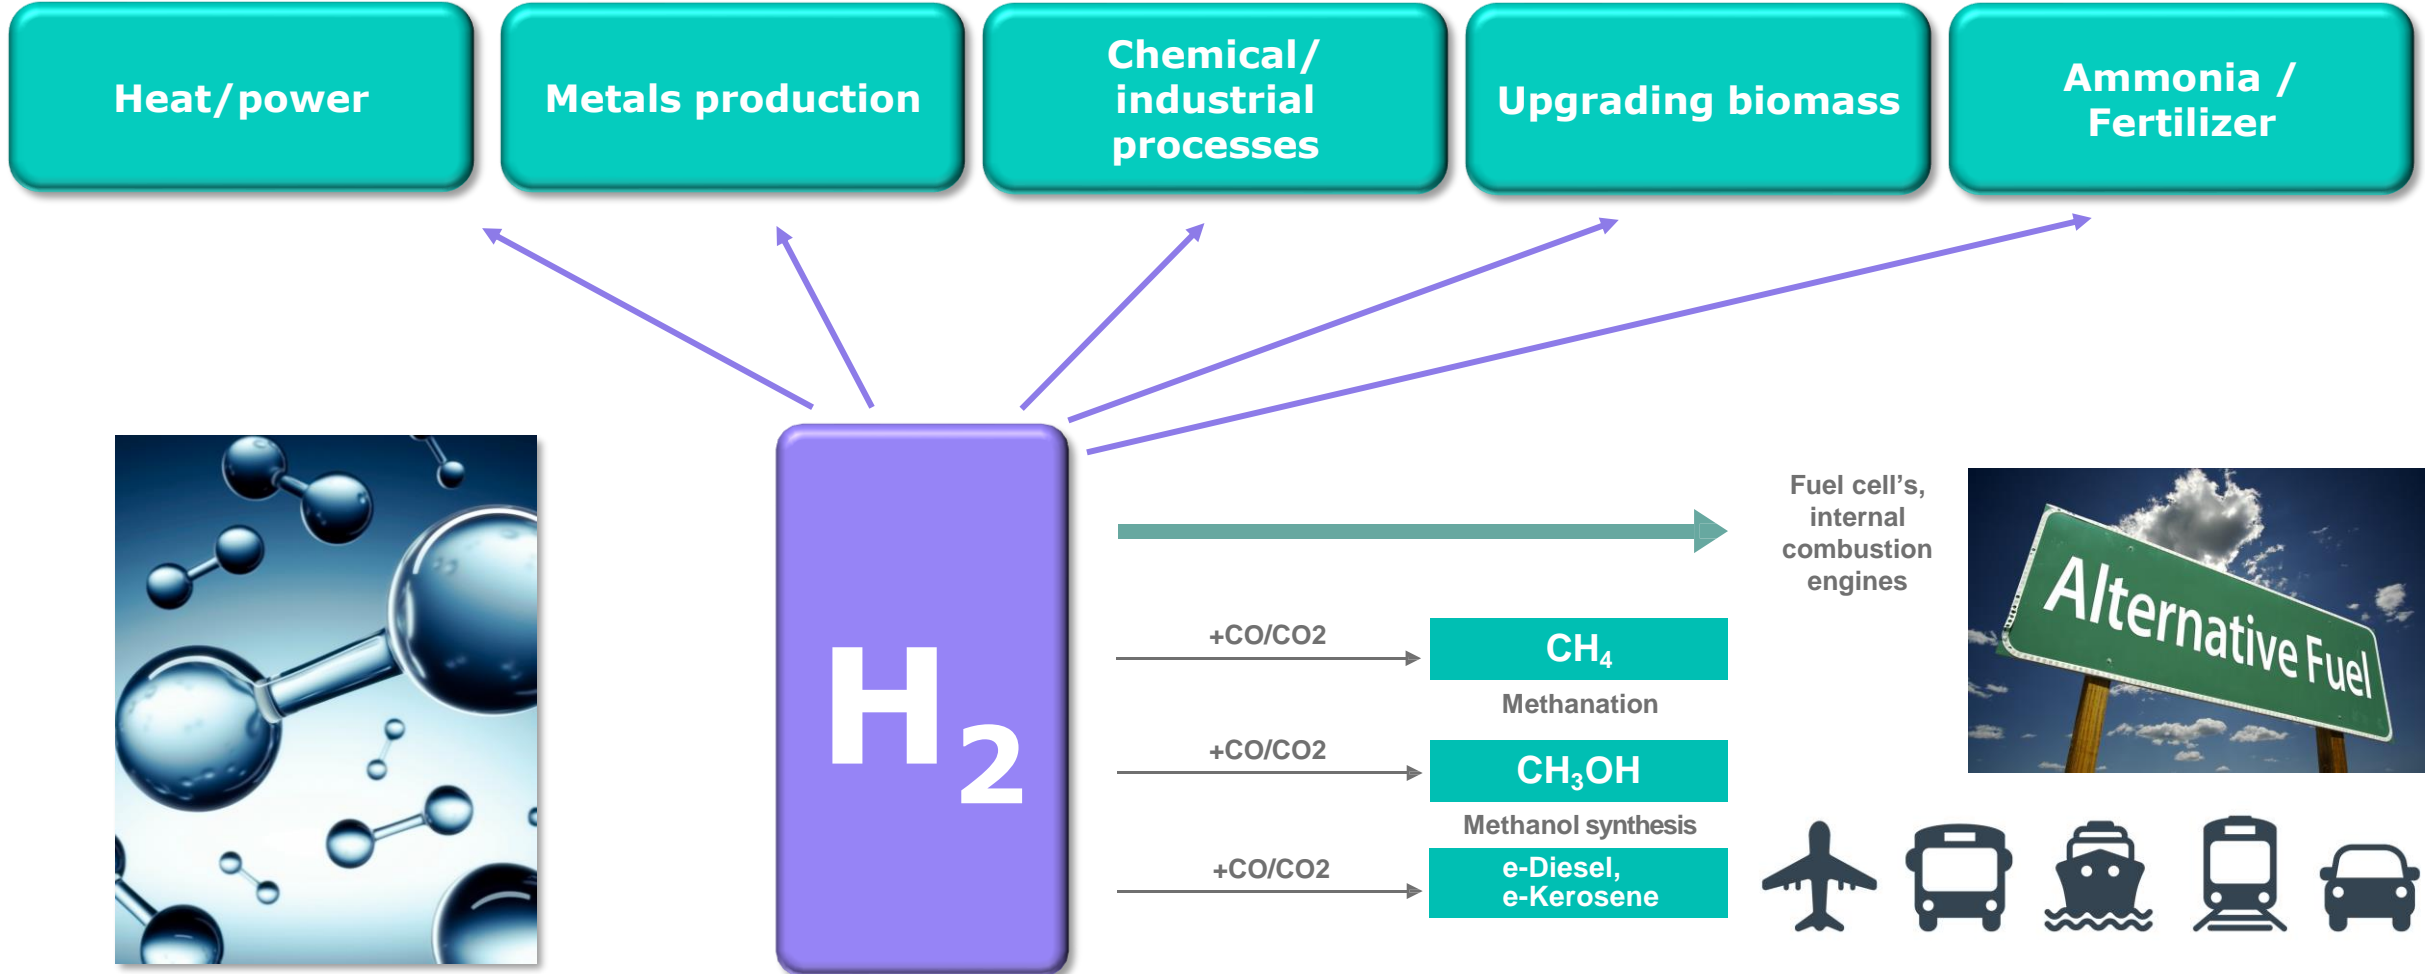 Heat/power
Metals production
Chemical/
industrial
processes
Upgrading biomass
Ammonia /
Fertilizer
H₂
Fuel cell’s,
internal
combustion
engines
Alternative Fuel
+CO/CO2
CH₄
Methanation
+CO/CO2
CH₃OH
Methanol synthesis
+CO/CO2
e-Diesel,
e-Kerosene